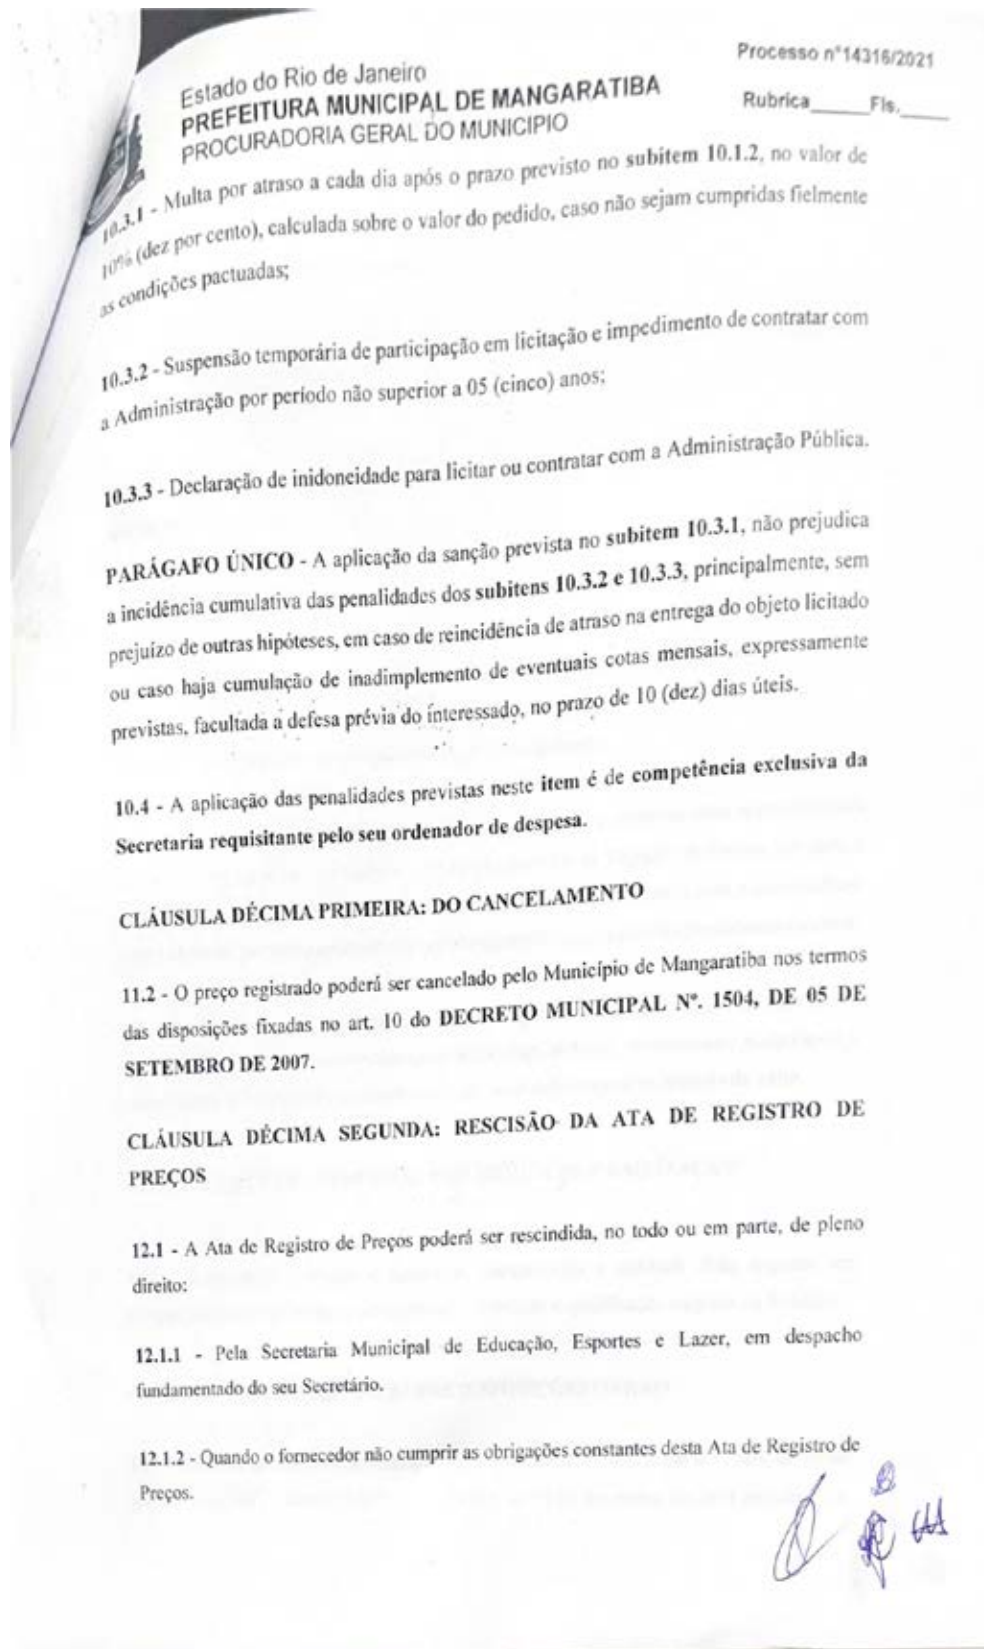 Processo nº14316/2021
Estado do Rio de Janeiro
PREFEITURA MUNICIPAL DE MANGARATIBA
PROCURADORIA GERAL DO MUNICIPIO
Rubrica______Fls._____
10.3.1 - Multa por atraso a cada dia após o prazo previsto no subitem 10.1.2, no valor de
10% (dez por cento), calculada sobre o valor do pedido, caso não sejam cumpridas fielmente
as condições pactuadas;
10.3.2 - Suspensão temporária de participação em licitação e impedimento de contratar com
a Administração por período não superior a 05 (cinco) anos;
10.3.3 - Declaração de inidoneidade para licitar ou contratar com a Administração Pública.
PARÁGAFO ÚNICO - A aplicação da sanção prevista no subitem 10.3.1, não prejudica
a incidência cumulativa das penalidades dos subitens 10.3.2 e 10.3.3, principalmente, sem
prejuízo de outras hipóteses, em caso de reincidência de atraso na entrega do objeto licitado
ou caso haja cumulação de inadimplemento de eventuais cotas mensais, expressamente
previstas, facultada a defesa prévia do interessado, no prazo de 10 (dez) dias úteis.
10.4 - A aplicação das penalidades previstas neste item é de competência exclusiva da
Secretaria requisitante pelo seu ordenador de despesa.
CLÁUSULA DÉCIMA PRIMEIRA: DO CANCELAMENTO
11.2 - O preço registrado poderá ser cancelado pelo Município de Mangaratiba nos termos
das disposições fixadas no art. 10 do DECRETO MUNICIPAL Nº. 1504, DE 05 DE
SETEMBRO DE 2007.
CLÁUSULA DÉCIMA SEGUNDA: RESCISÃO DA ATA DE REGISTRO DE
PREÇOS
12.1 - A Ata de Registro de Preços poderá ser rescindida, no todo ou em parte, de pleno
direito:
12.1.1 - Pela Secretaria Municipal de Educação, Esportes e Lazer, em despacho
fundamentado do seu Secretário.
12.1.2 - Quando o fornecedor não cumprir as obrigações constantes desta Ata de Registro de
Preços.